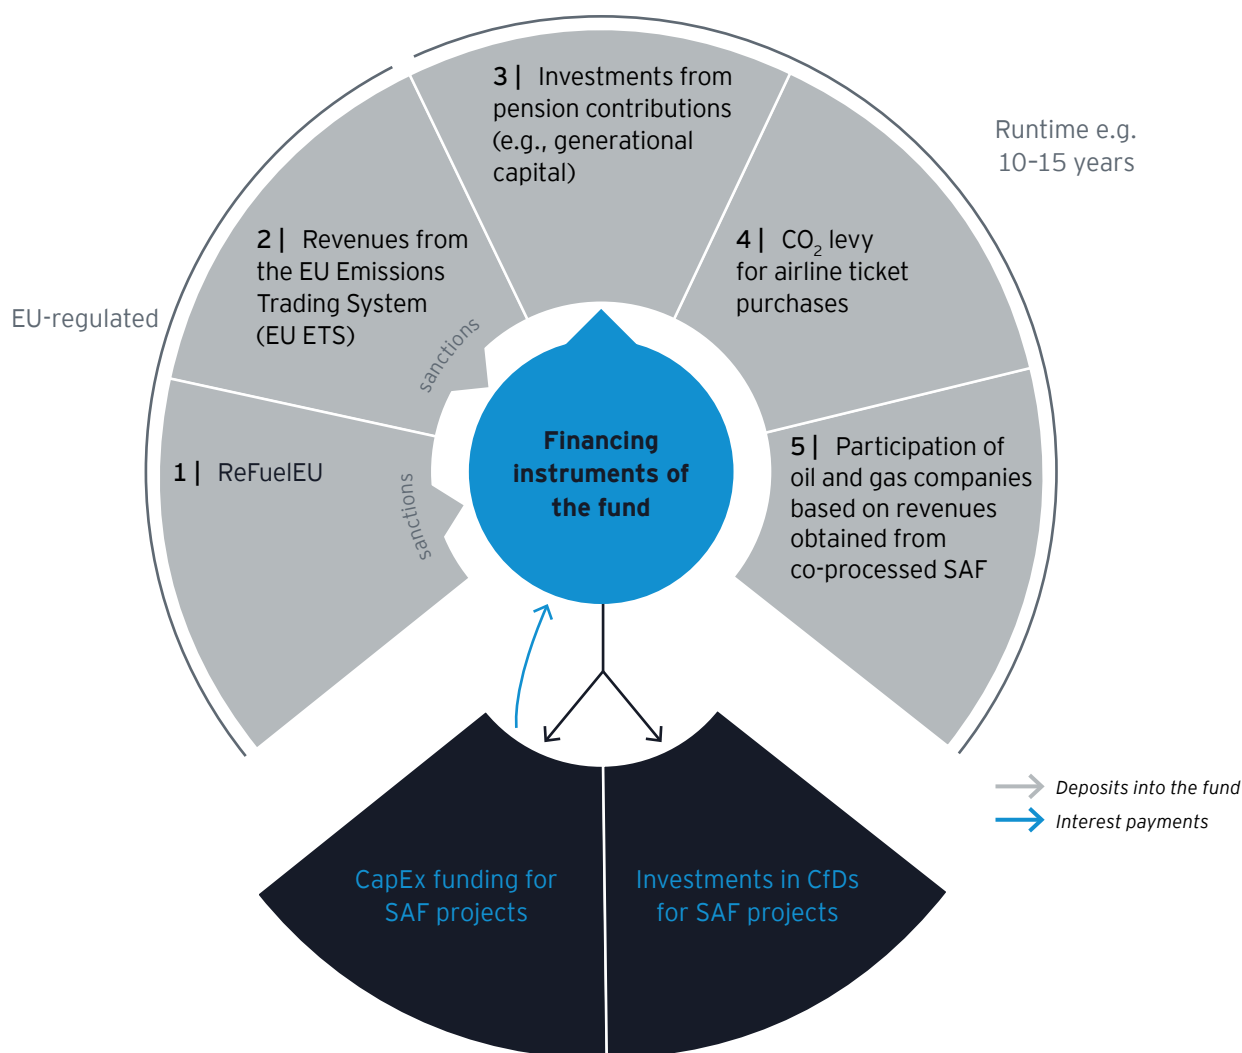 3 | Investments from
pension contributions
(e.g., generational
capital)
Runtime e.g.
10–15 years
2 | Revenues from
the EU Emissions
Trading System
(EU ETS)
sanctions
4 | CO₂ levy
for airline ticket
purchases
EU-regulated
1 | ReFuelEU
sanctions
Financing
instruments of
the fund
5 | Participation of
oil and gas companies
based on revenues
obtained from
co-processed SAF
Deposits into the fund
Interest payments
CapEx funding for
SAF projects
Investments in CfDs
for SAF projects